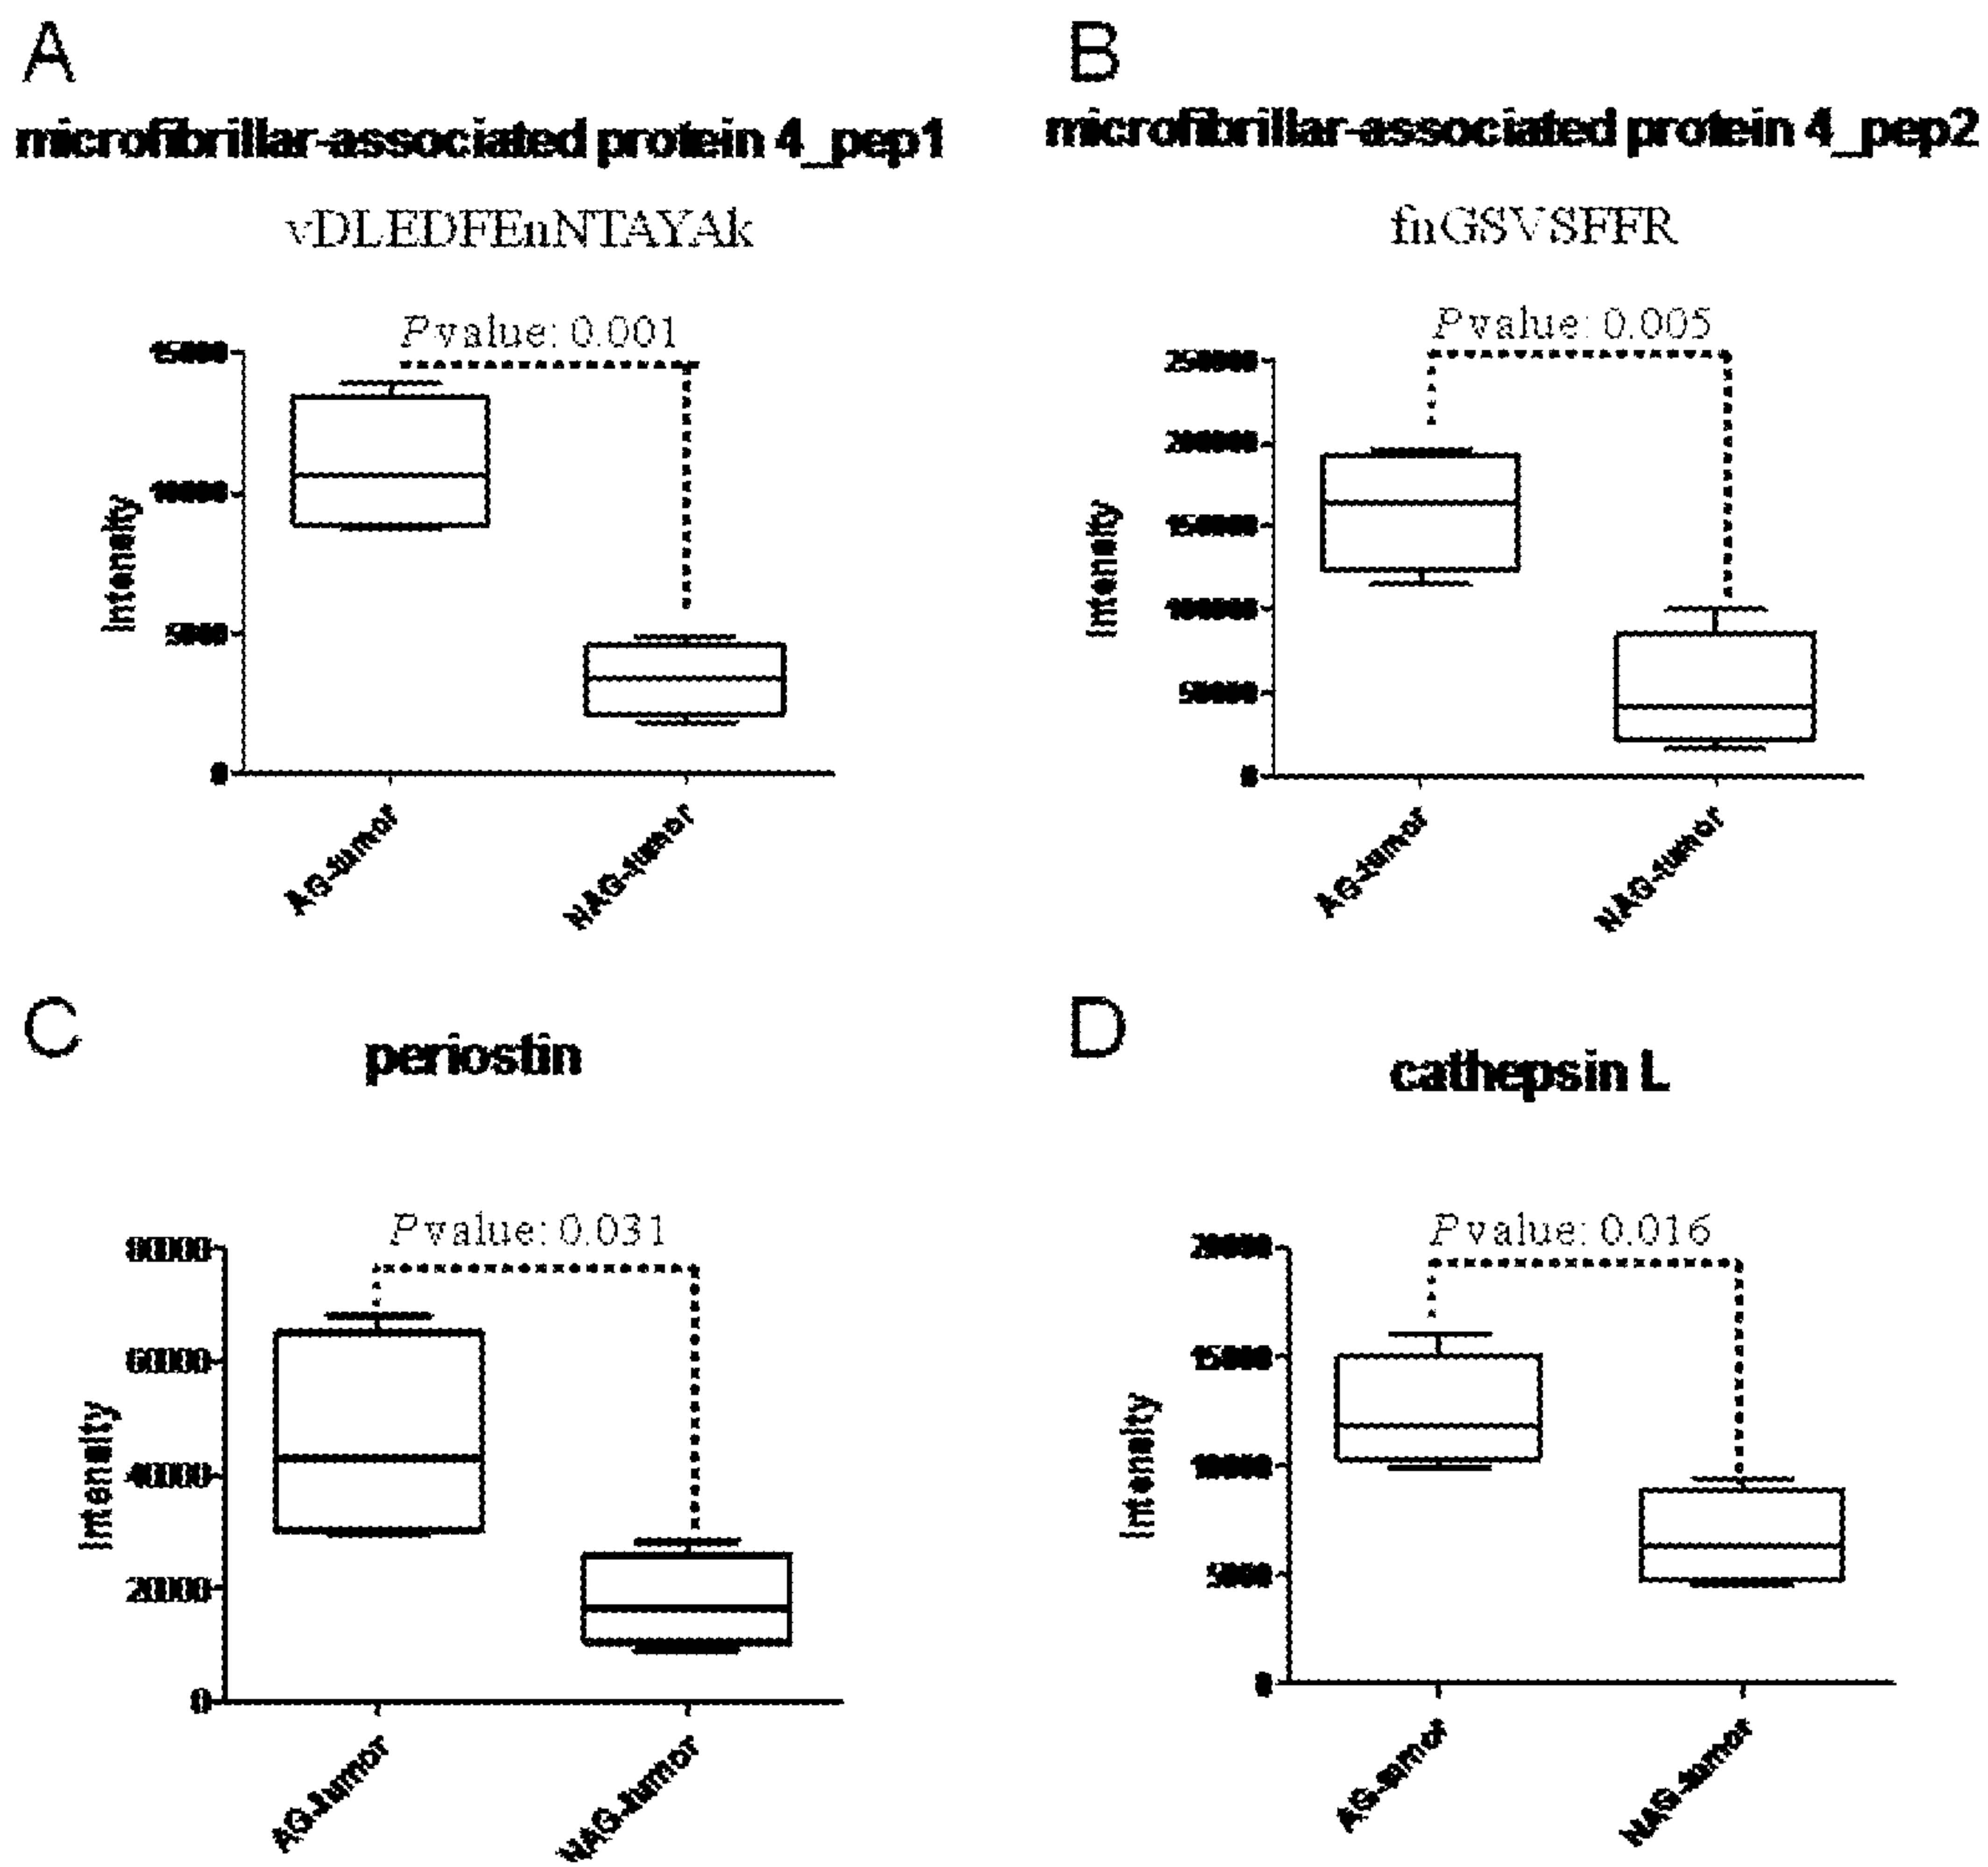 A
microfibrillar-associated protein 4_pep1
vDLEDFEnNTAYAk
P value: 0.001
15000
10000
5000
0
Intensity
AG-tumor
NAG-tumor
B
microfibrillar-associated protein 4_pep2
fnGSVSFFR
P value: 0.005
250000
200000
150000
100000
50000
0
Intensity
AG-tumor
NAG-tumor
C
periostin
P value: 0.031
80000
60000
40000
20000
0
Intensity
AG-tumor
NAG-tumor
D
cathepsin L
P value: 0.016
20000
15000
10000
5000
0
Intensity
AG-tumor
NAG-tumor